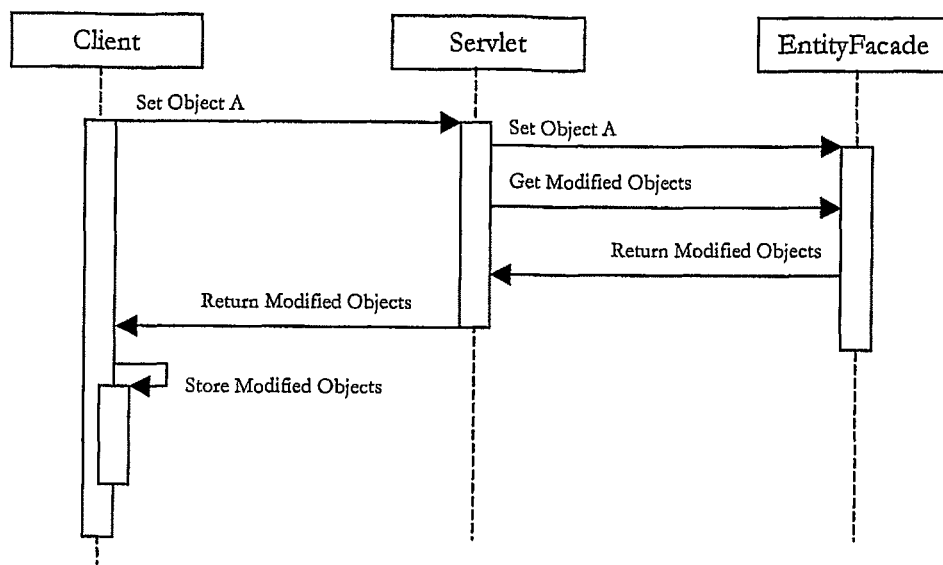 Client
Servlet
EntityFacade
Set Object A
Set Object A
Get Modified Objects
Return Modified Objects
Return Modified Objects
Store Modified Objects